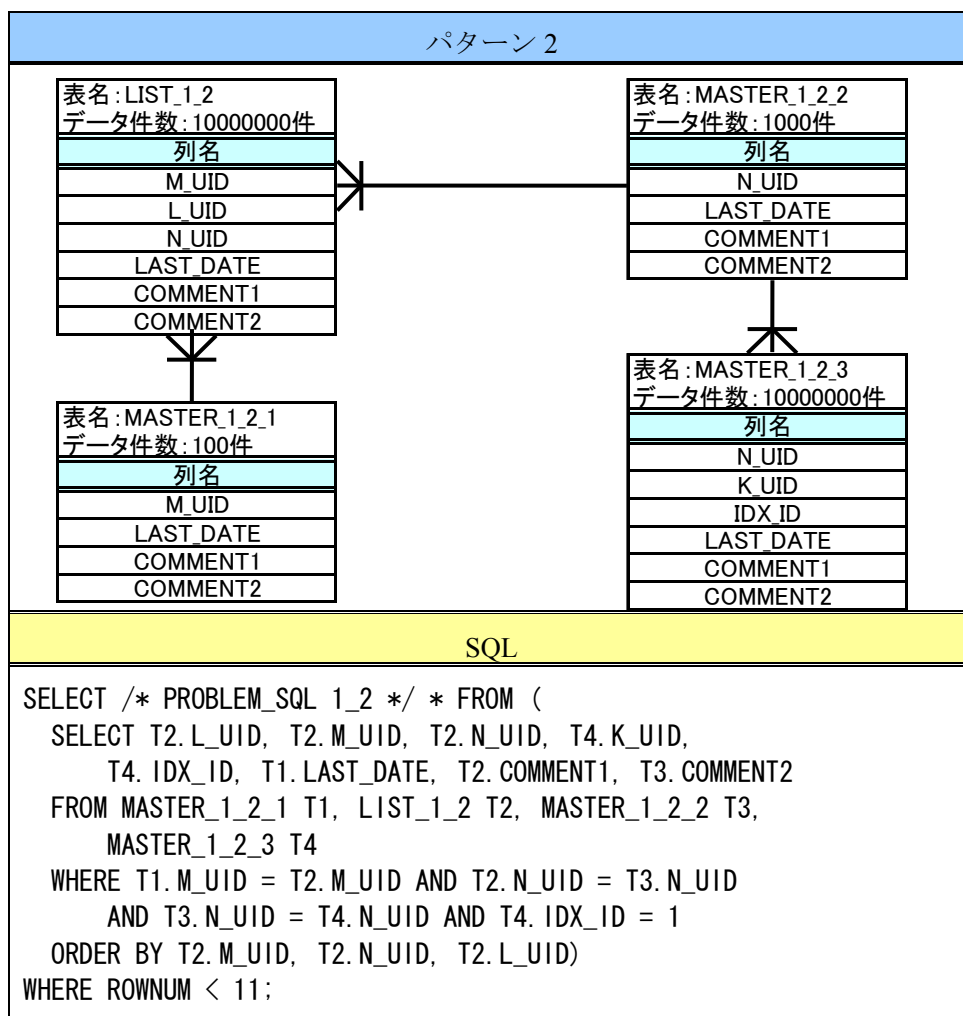 パターン 2
表名:LIST_1_2
データ件数:10000000件
列名
M_UID
L_UID
N_UID
LAST_DATE
COMMENT1
COMMENT2
表名:MASTER_1_2_2
データ件数:1000件
列名
N_UID
LAST_DATE
COMMENT1
COMMENT2
表名:MASTER_1_2_1
データ件数:100件
列名
M_UID
LAST_DATE
COMMENT1
COMMENT2
表名:MASTER_1_2_3
データ件数:10000000件
列名
N_UID
K_UID
IDX_ID
LAST_DATE
COMMENT1
COMMENT2
SQL
SELECT /* PROBLEM_SQL 1_2 */ * FROM (
SELECT T2.L_UID, T2.M_UID, T2.N_UID, T4.K_UID,
T4.IDX_ID, T1.LAST_DATE, T2.COMMENT1, T3.COMMENT2
FROM MASTER_1_2_1 T1, LIST_1_2 T2, MASTER_1_2_2 T3,
MASTER_1_2_3 T4
WHERE T1.M_UID = T2.M_UID AND T2.N_UID = T3.N_UID
AND T3.N_UID = T4.N_UID AND T4.IDX_ID = 1
ORDER BY T2.M_UID, T2.N_UID, T2.L_UID)
WHERE ROWNUM < 11;